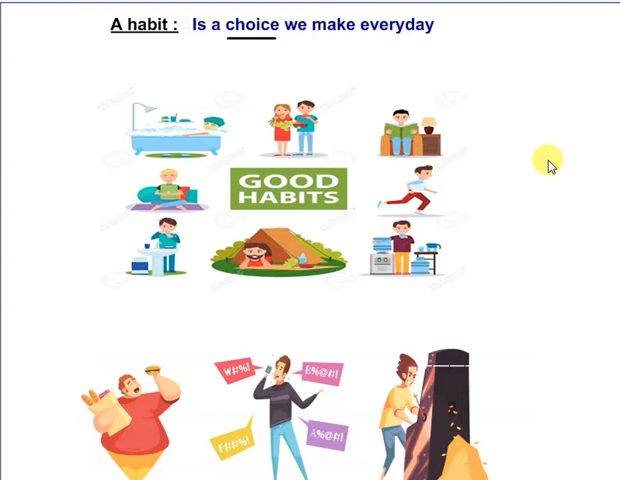 A habit : Is a choice we make everyday
GOOD
HABITS
W#%!
B%@#!
F##%!
A%@#!